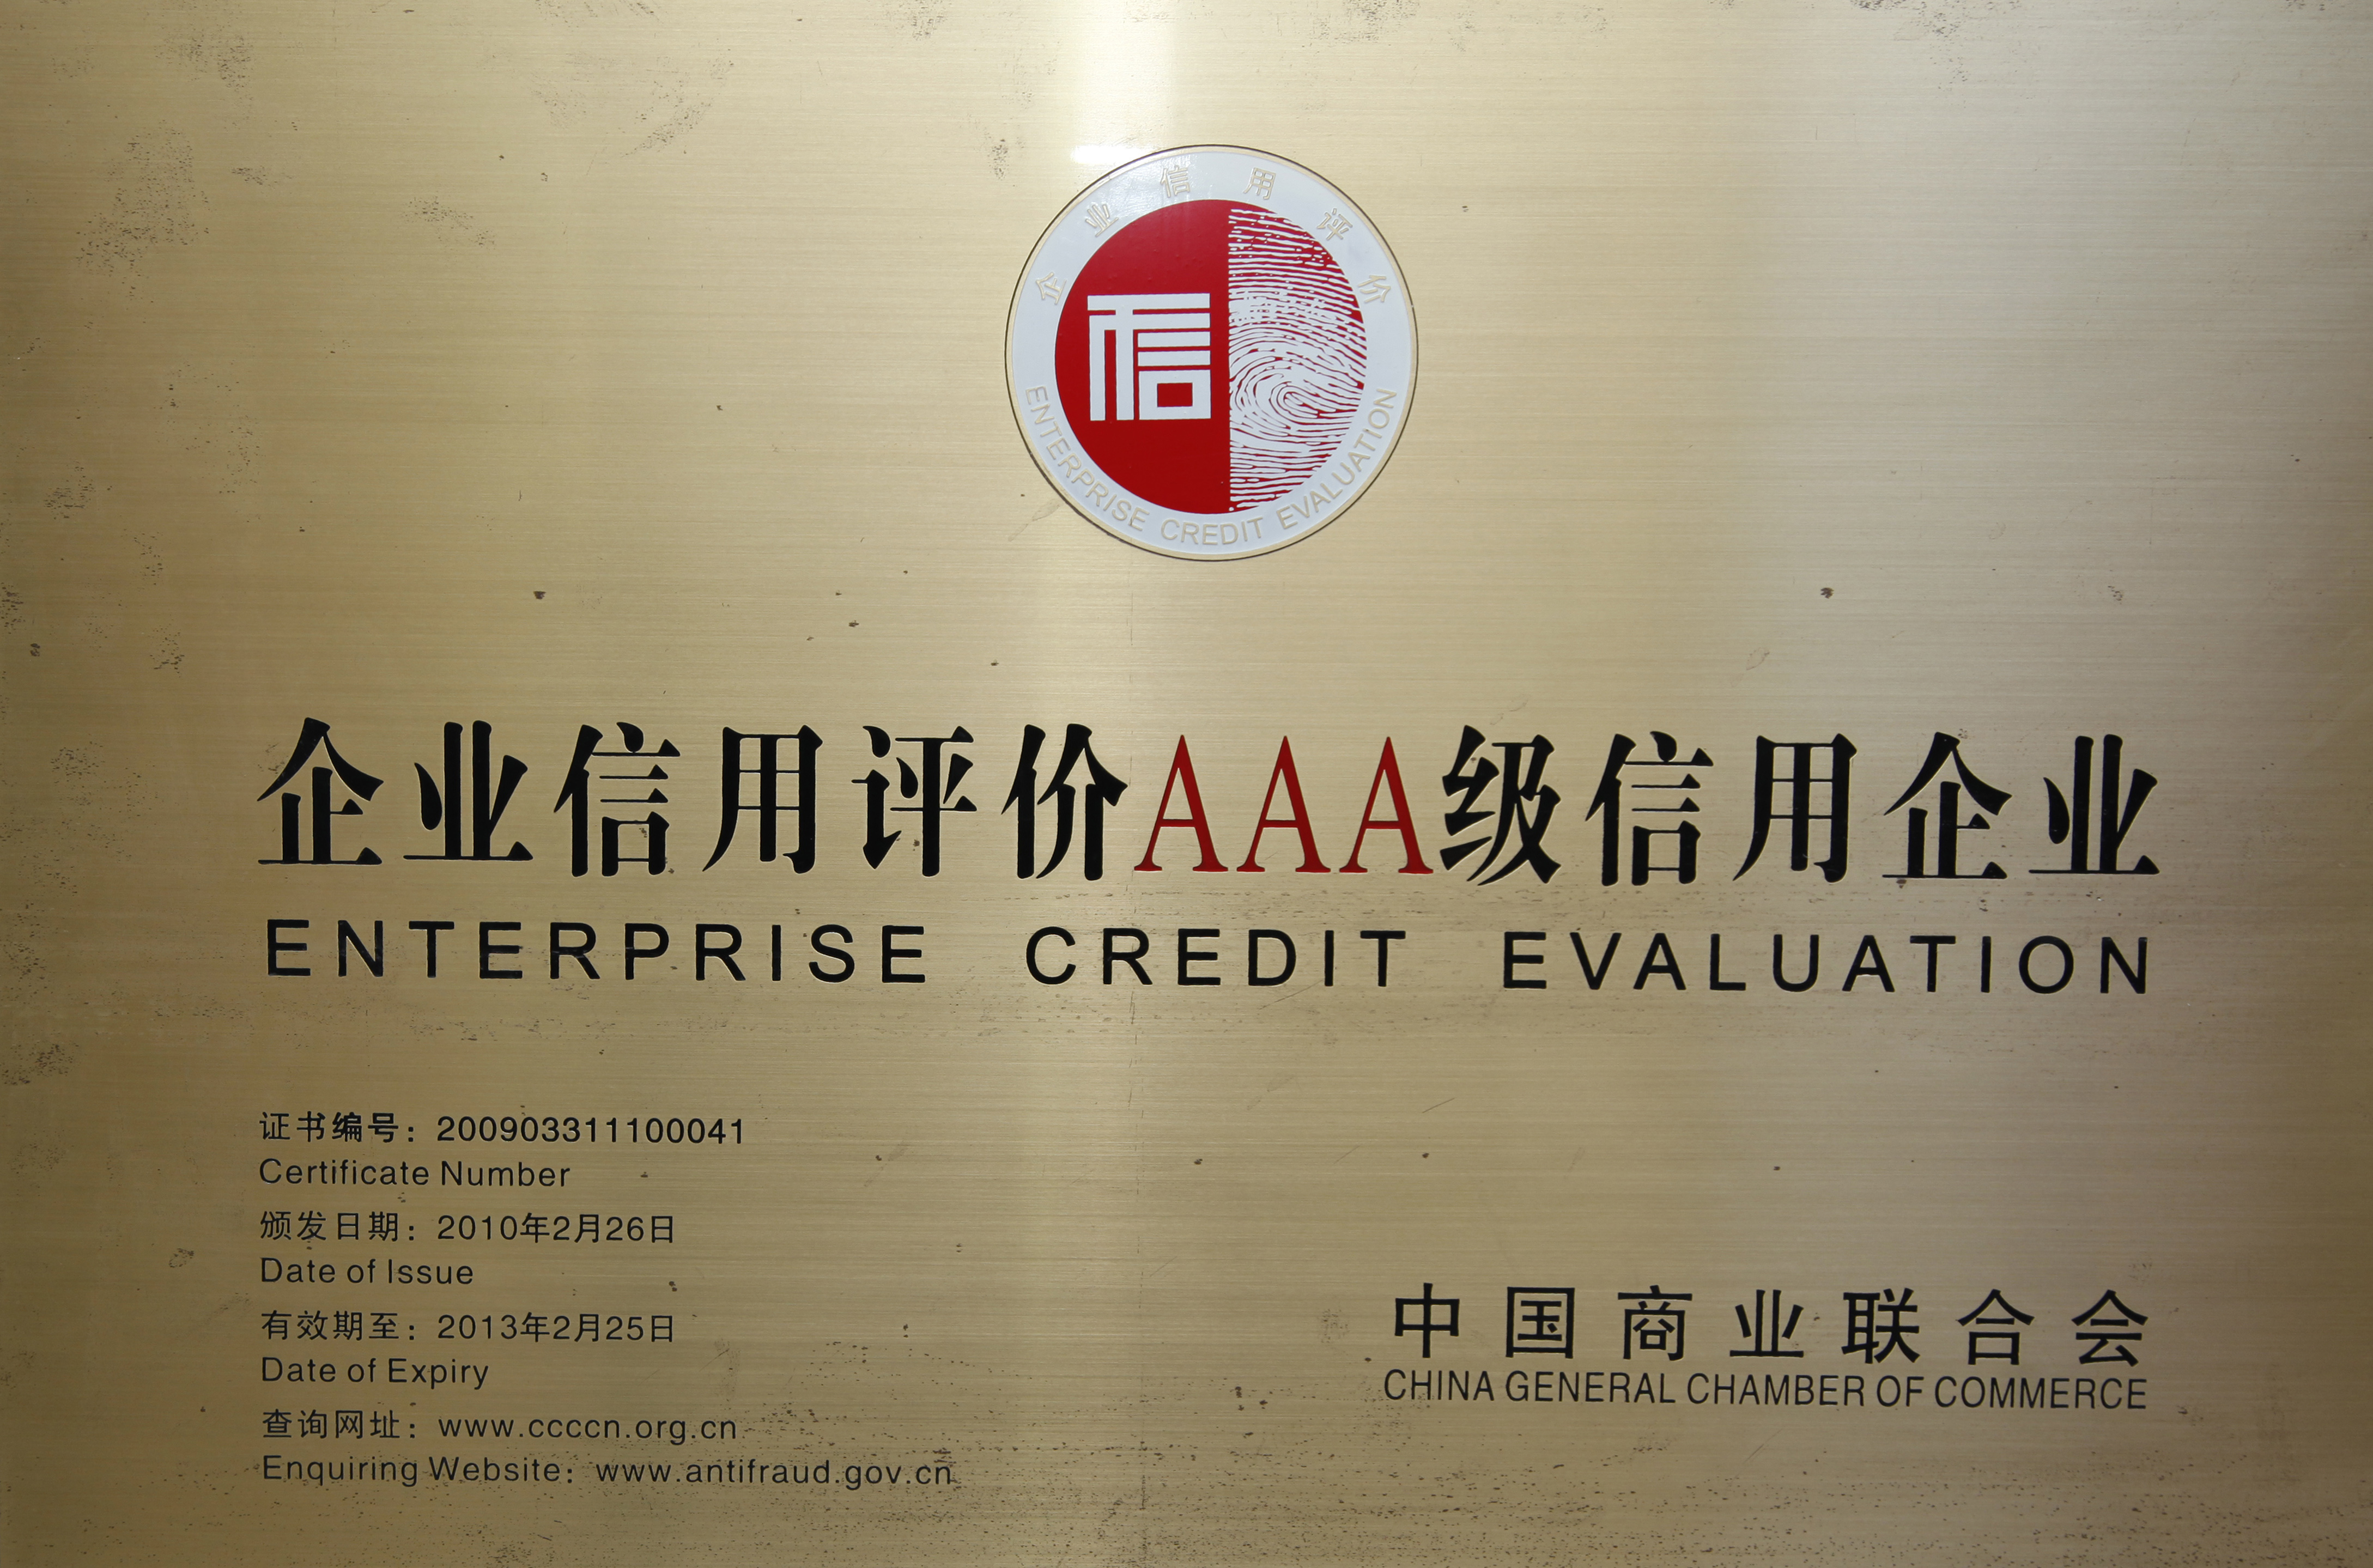 企业信用评价
信
ENTERPRISE CREDIT EVALUATION
企业信用评价AAA级信用企业
ENTERPRISE CREDIT EVALUATION
证书编号：200903311100041
Certificate Number
颁发日期：2010年2月26日
Date of Issue
有效期至：2013年2月25日
Date of Expiry
查询网址：www.ccccn.org.cn
Enquiring Website：www.antifraud.gov.cn
中国商业联合会
CHINA GENERAL CHAMBER OF COMMERCE